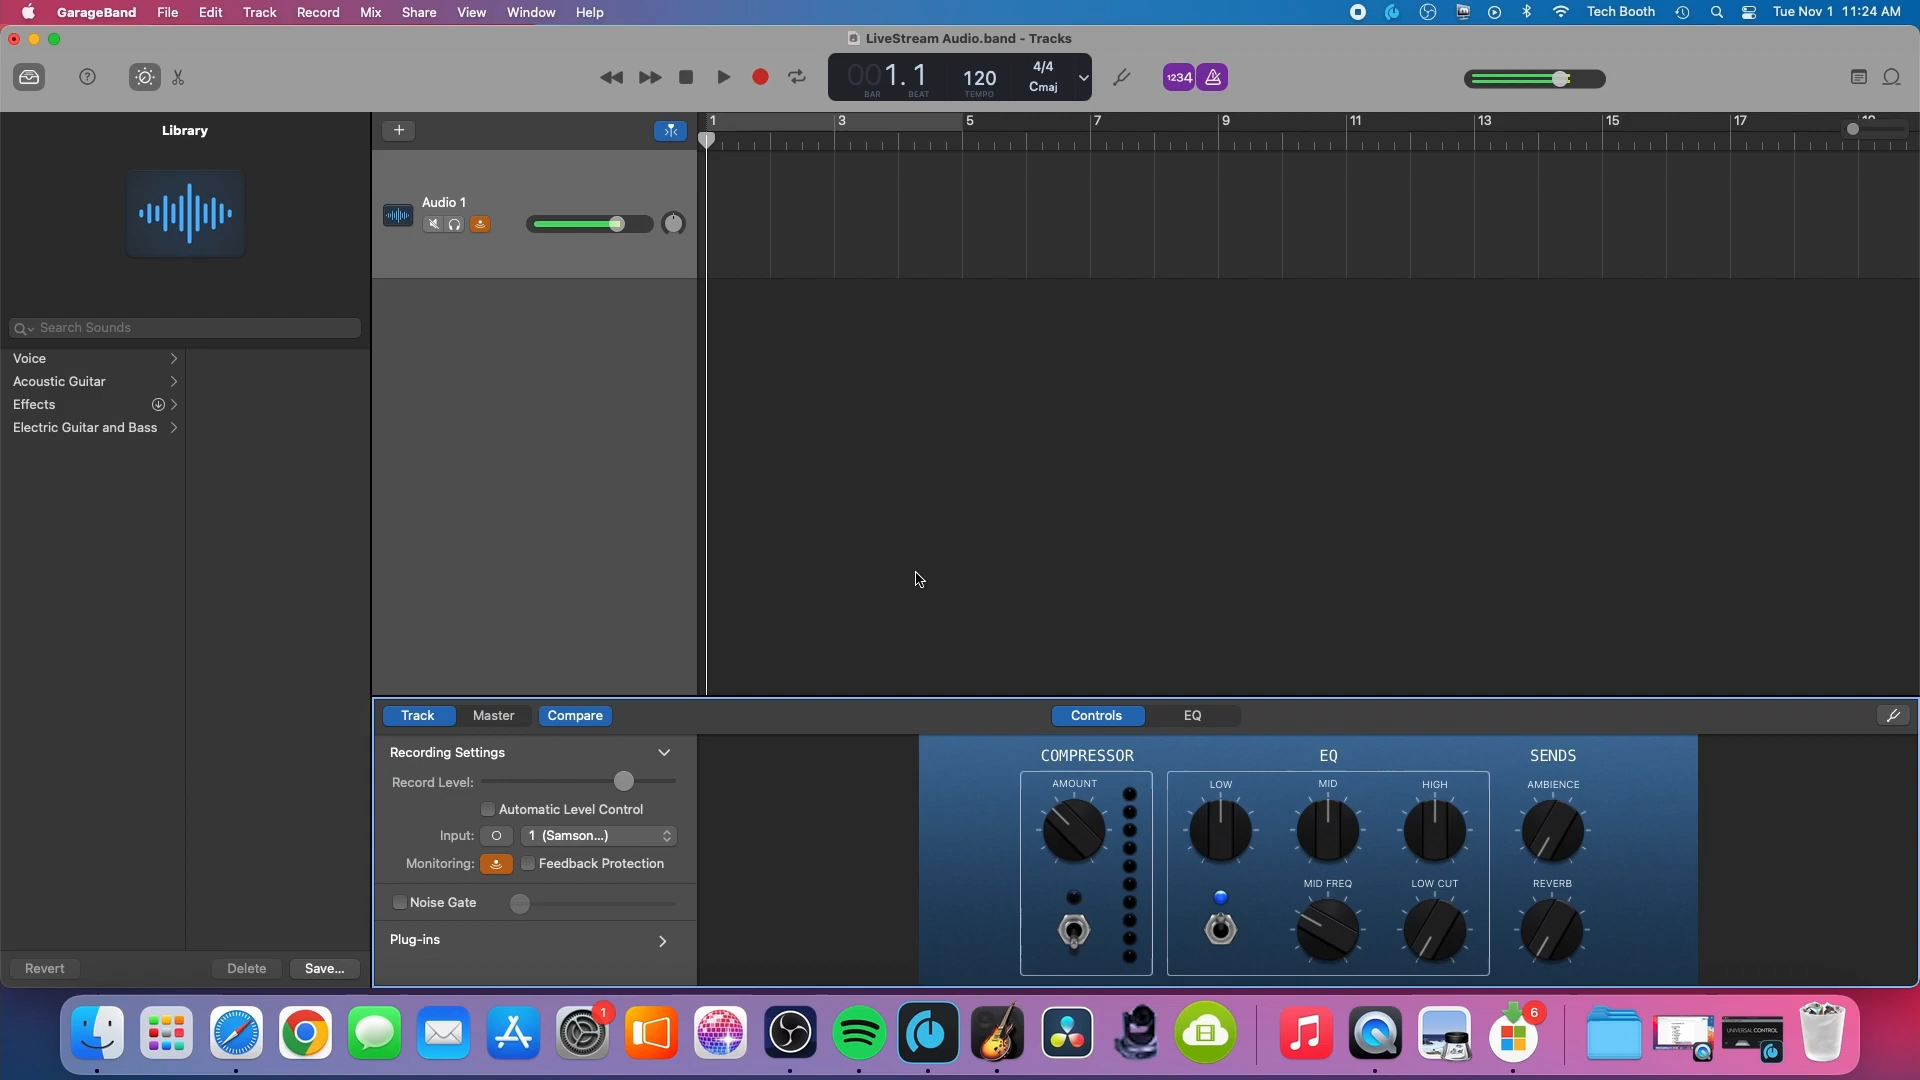 GarageBand File Edit Track Record Mix Share View Window Help Tech Booth Tue Nov 1 11:24 AM
LiveStream Audio.band - Tracks
001.1 120 4/4 Cmaj
BAR BEAT TEMPO
1234
Library
+
1 3 5 7 9 11 13 15 17
Audio 1
Search Sounds
Voice
Acoustic Guitar
Effects
Electric Guitar and Bass
Revert Delete Save...
Track Master Compare Controls EQ
Recording Settings
Record Level:
Automatic Level Control
Input: 1 (Samson...)
Monitoring: Feedback Protection
Noise Gate
Plug-ins
COMPRESSOR EQ SENDS
AMOUNT LOW MID HIGH AMBIENCE
MID FREQ LOW CUT REVERB
1
6
UNIVERSAL CONTROL